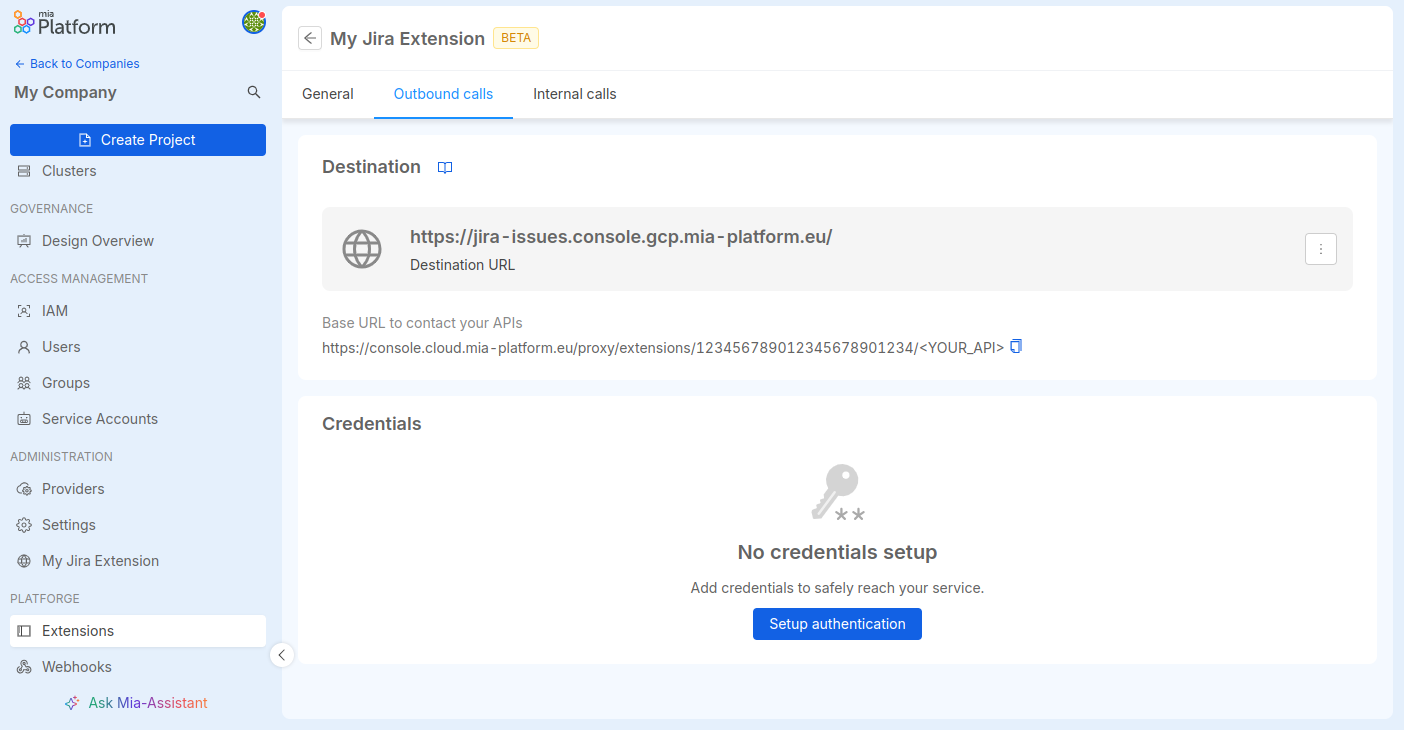 mia
Platform
Back to Companies
My Company
Create Project
Clusters
GOVERNANCE
Design Overview
ACCESS MANAGEMENT
IAM
Users
Groups
Service Accounts
ADMINISTRATION
Providers
Settings
My Jira Extension
PLATFORGE
Extensions
Webhooks
Ask Mia-Assistant
My Jira Extension BETA
General Outbound calls Internal calls
Destination
https://jira-issues.console.gcp.mia-platform.eu/
Destination URL
Base URL to contact your APIs
https://console.cloud.mia-platform.eu/proxy/extensions/123456789012345678901234/<YOUR_API>
Credentials
No credentials setup
Add credentials to safely reach your service.
Setup authentication